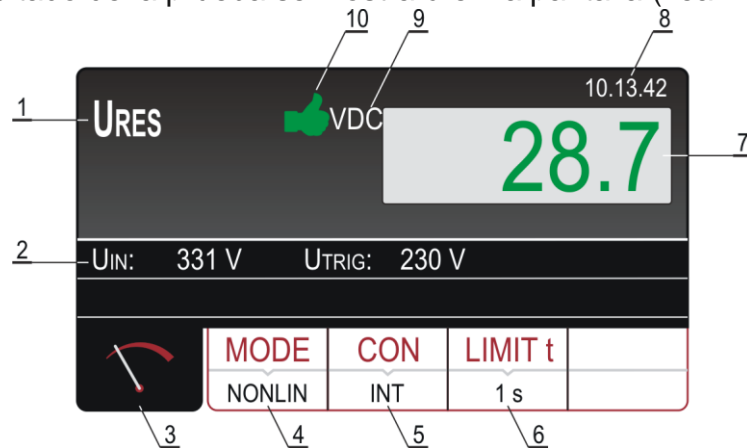 10 9 8
10.13.42
1 URES VDC 28.7 7
2 UIN: 331 V UTRIG: 230 V
MODE CON LIMIT t
NONLIN INT 1 s
3 4 5 6